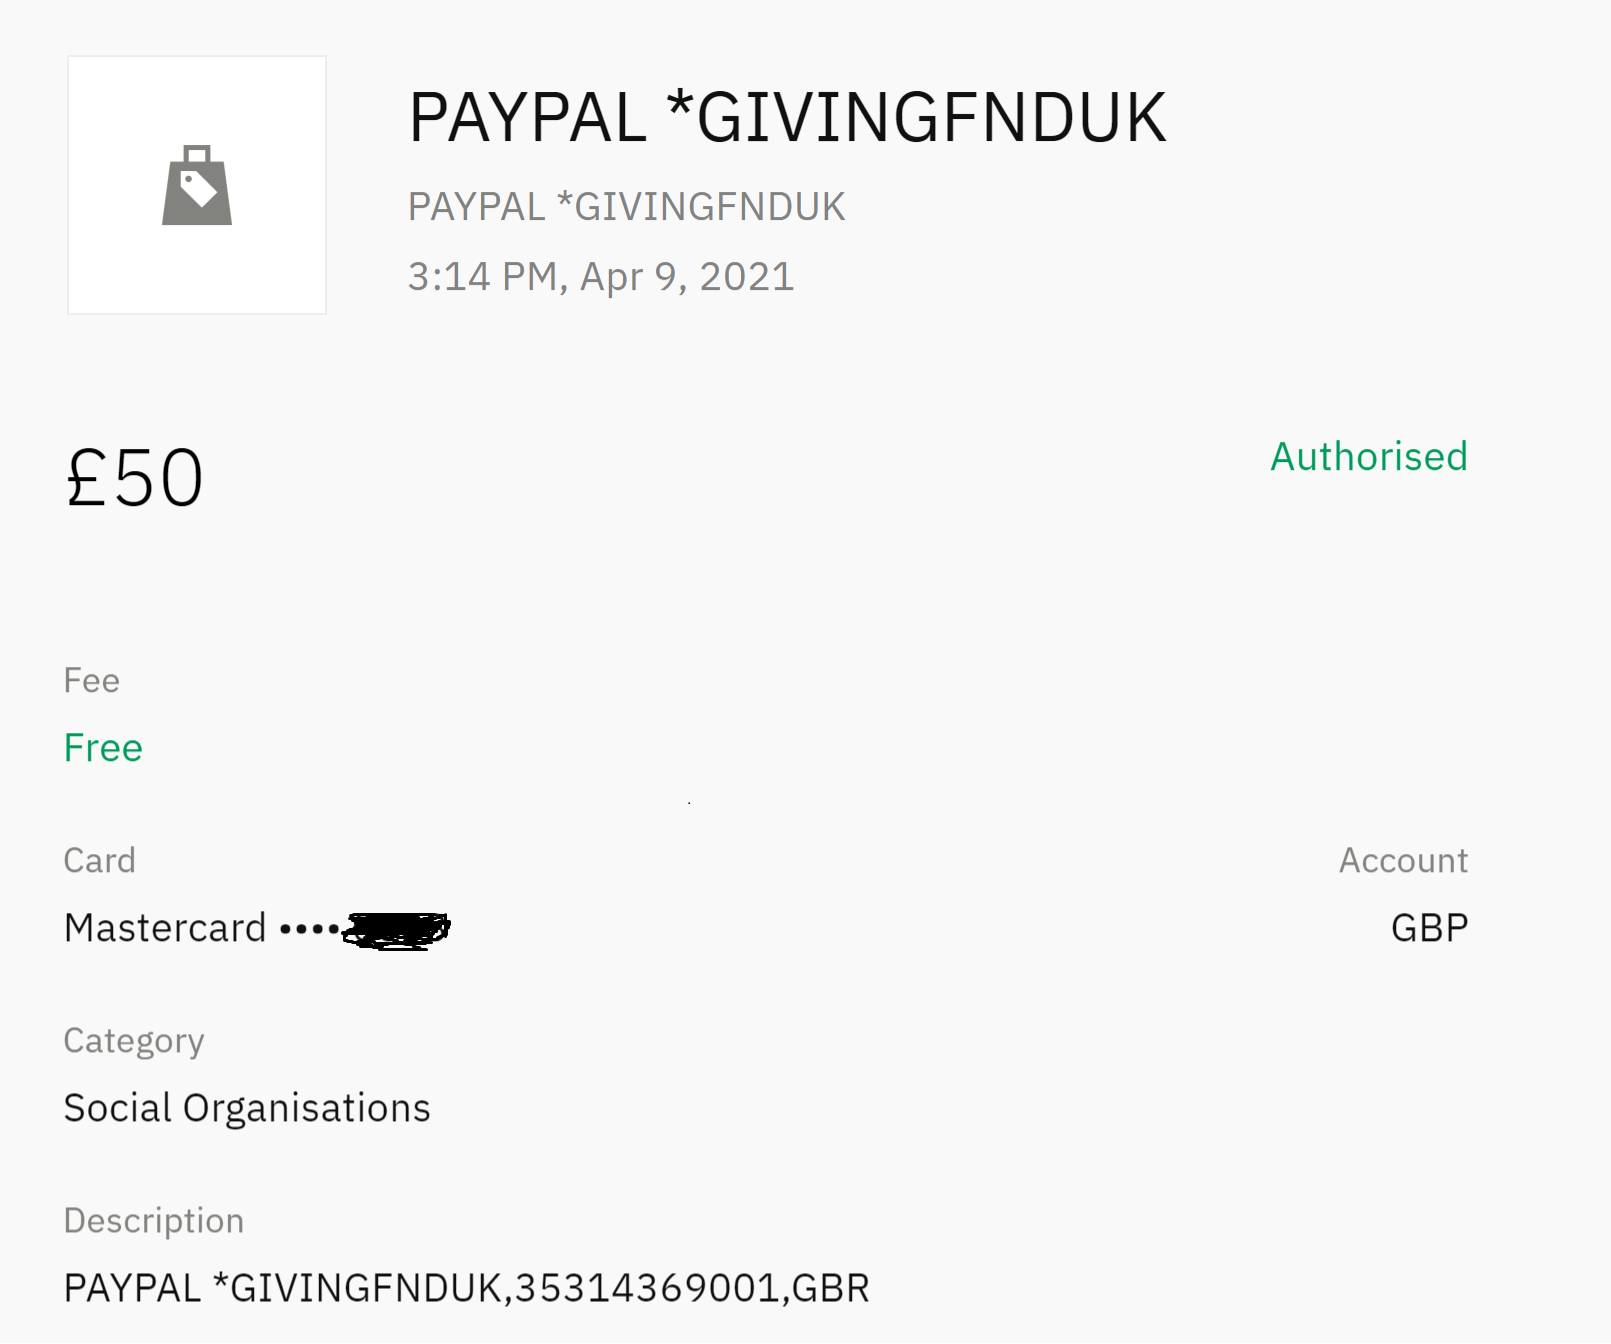 PAYPAL *GIVINGFNDUK
PAYPAL *GIVINGFNDUK
3:14 PM, Apr 9, 2021
£50
Authorised
Fee
Free
Card
Account
Mastercard ••••
GBP
Category
Social Organisations
Description
PAYPAL *GIVINGFNDUK,35314369001,GBR